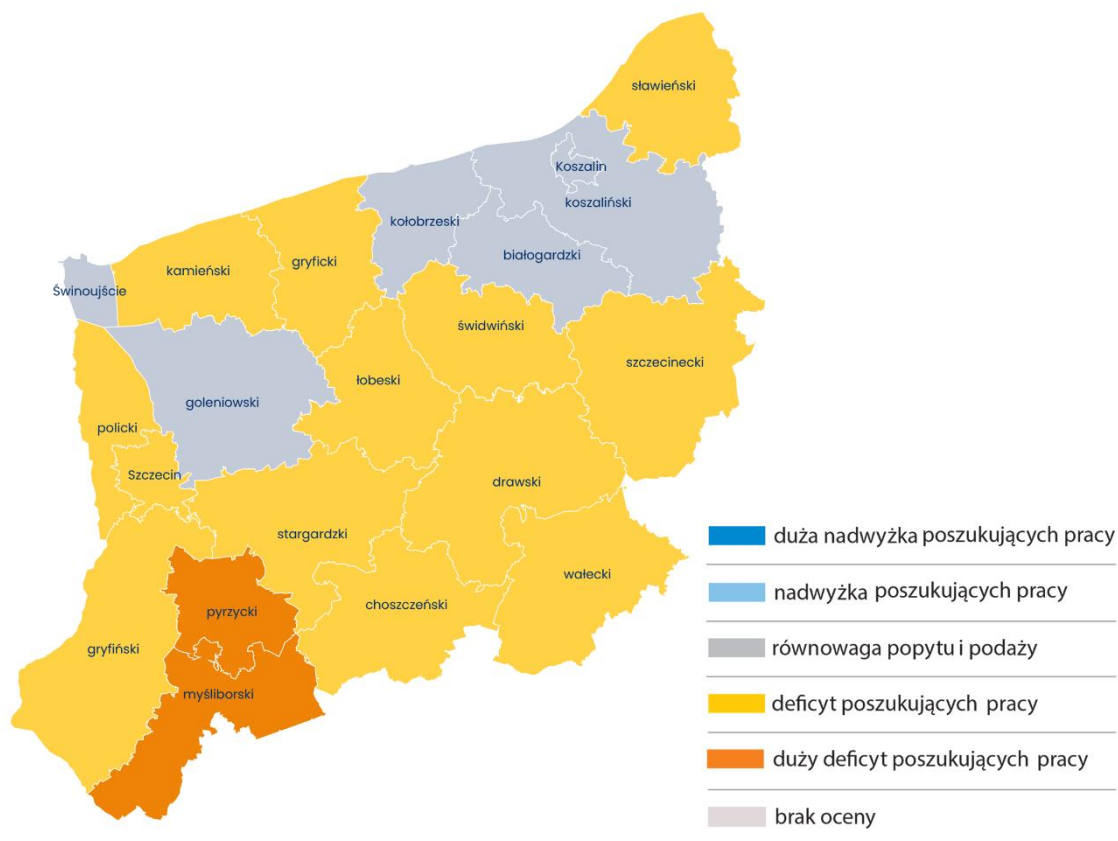 sławieński
Koszalin
koszaliński
kołobrzeski
białogardzki
gryficki
kamieński
Świnoujście
świdwiński
szczecinecki
łobeski
goleniowski
policki
Szczecin
drawski
stargardzki
wałecki
choszczeński
pyrzycki
gryfiński
myśliborski
duża nadwyżka poszukujących pracy
nadwyżka poszukujących pracy
równowaga popytu i podaży
deficyt poszukujących pracy
duży deficyt poszukujących pracy
brak oceny